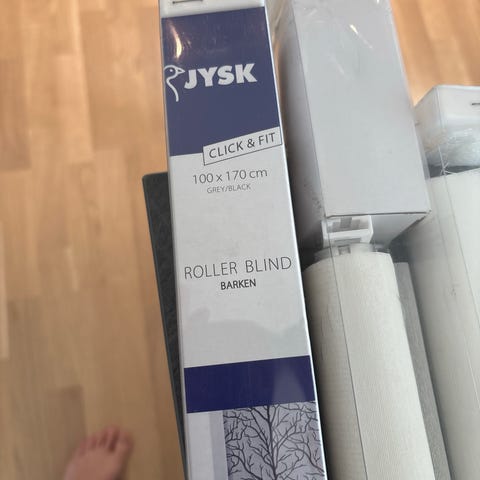 JYSK
CLICK & FIT
100 x 170 cm
GREY/BLACK
ROLLER BLIND
BARKEN